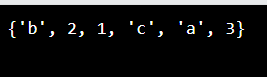 {'b', 2, 1, 'c', 'a', 3}